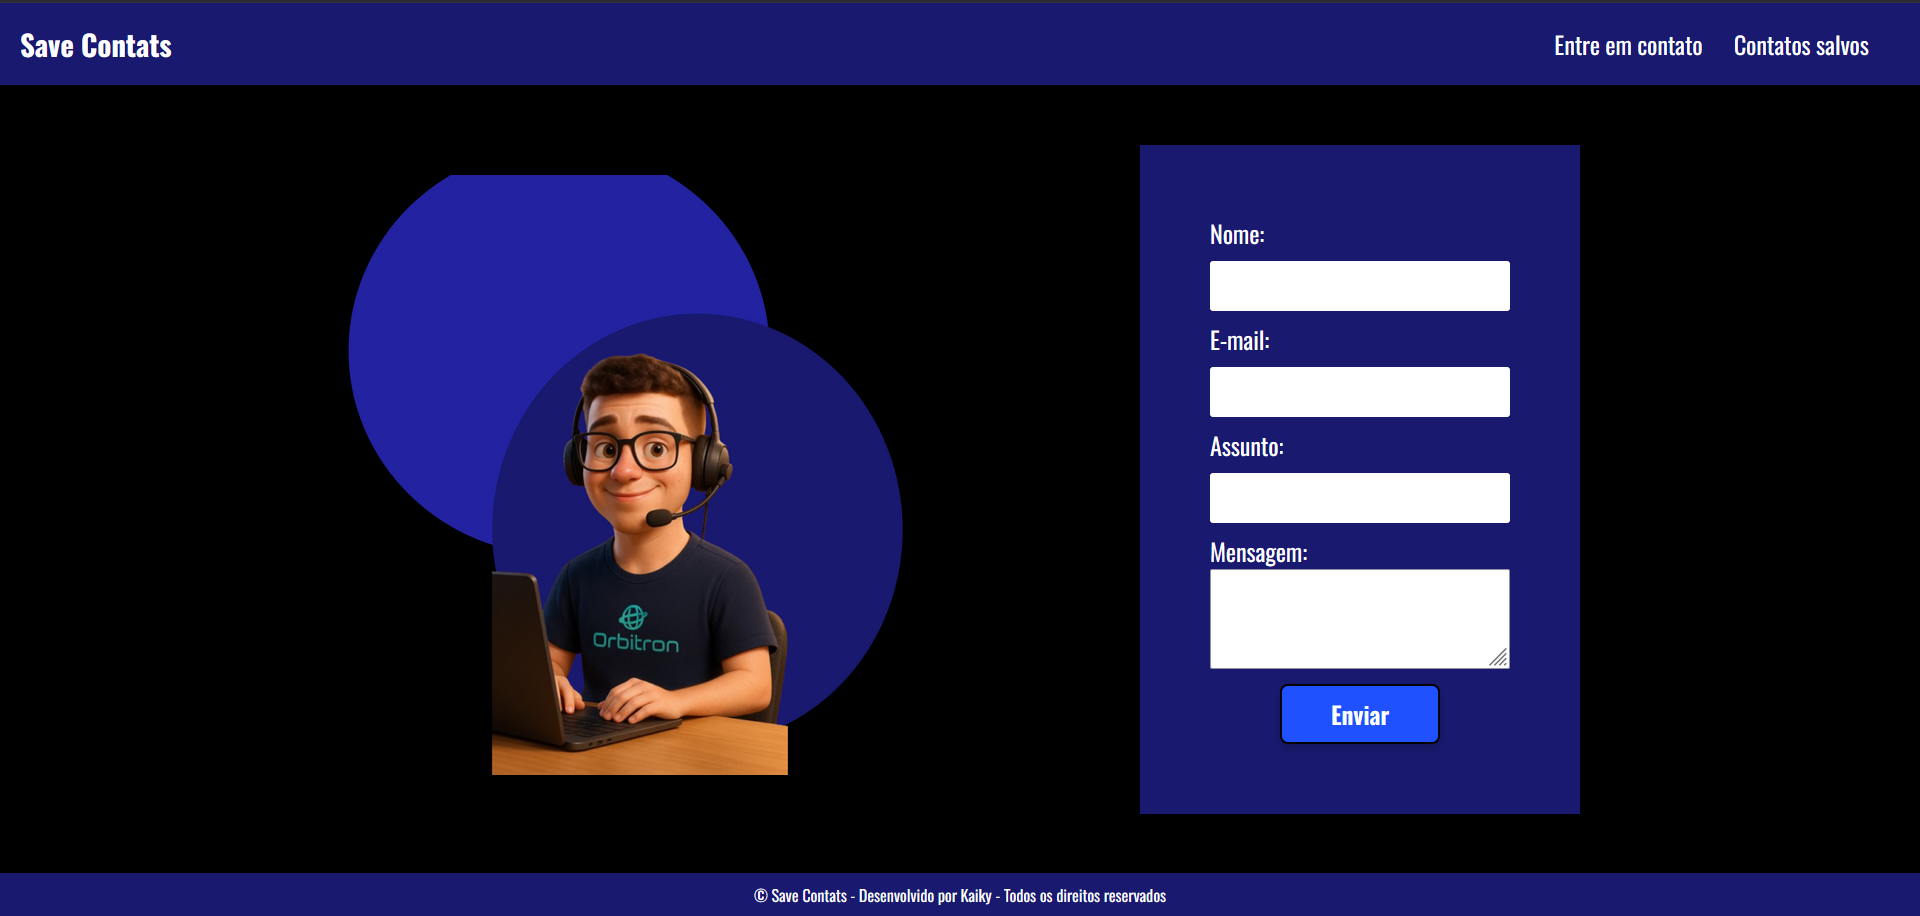 Save Contats
Entre em contato
Contatos salvos
Orbitron
Nome:
E-mail:
Assunto:
Mensagem:
Enviar
© Save Contats - Desenvolvido por Kaiky - Todos os direitos reservados